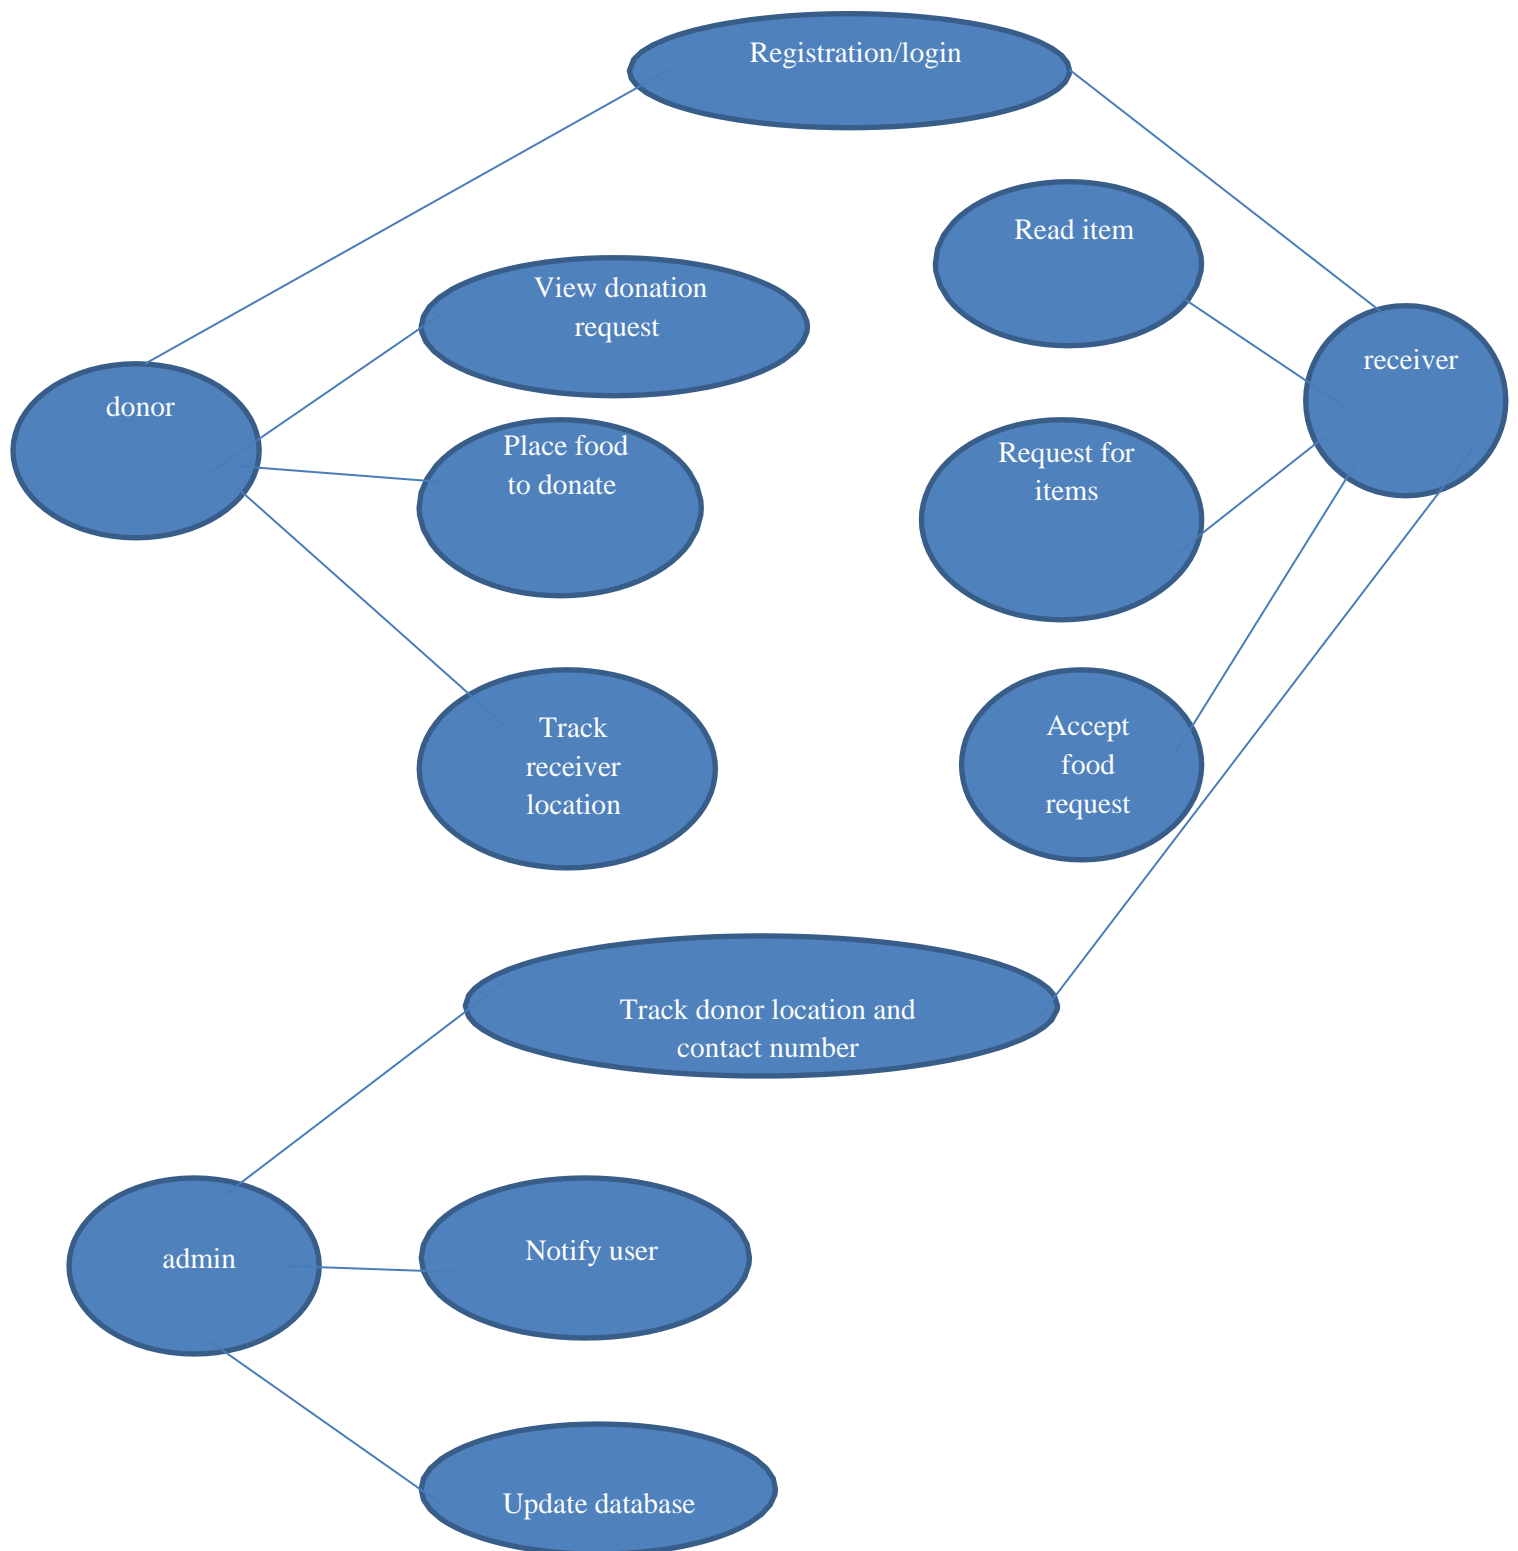 Registration/login
Read item
View donation
request
receiver
donor
Place food
to donate
Request for
items
Track
receiver
location
Accept
food
request
Track donor location and
contact number
admin
Notify user
Update database